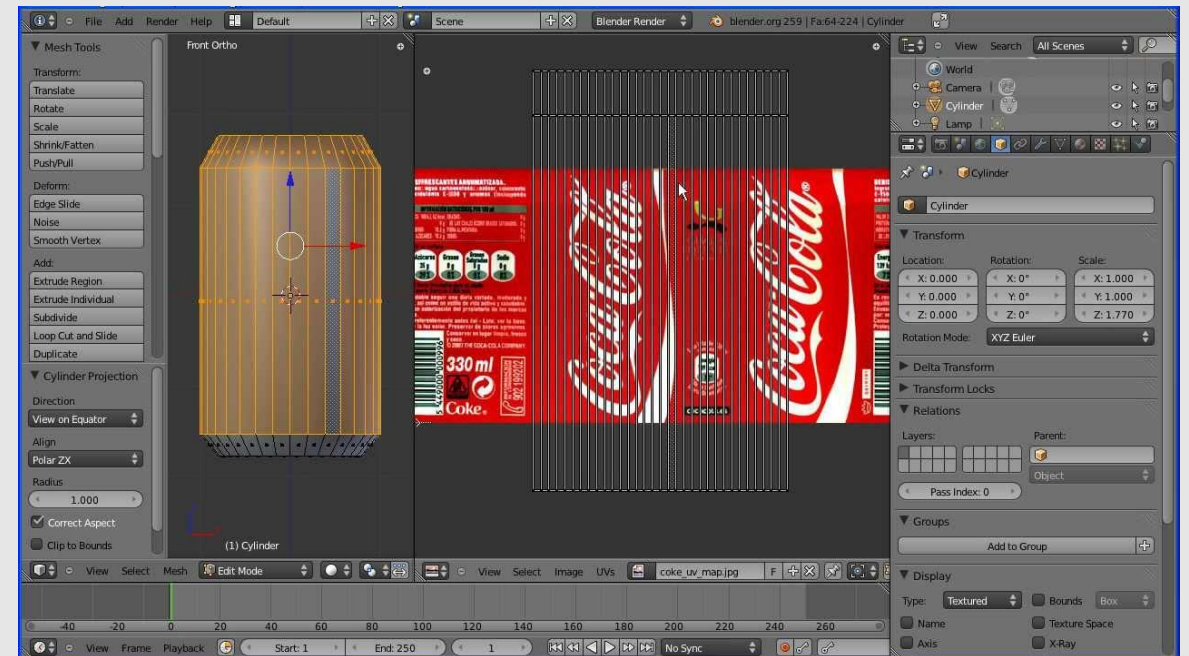 File Add Render Help Default Scene Blender Render blender.org 259 | Fa:64-224 | Cylinder
Mesh Tools
Transform:
Translate
Rotate
Scale
Shrink/Fatten
Push/Pull
Deform:
Edge Slide
Noise
Smooth Vertex
Add:
Extrude Region
Extrude Individual
Subdivide
Loop Cut and Slide
Duplicate
Cylinder Projection
Direction
View on Equator
Align
Polar ZX
Radius
1.000
Correct Aspect
Clip to Bounds
Front Ortho
(1) Cylinder
View Select Mesh Edit Mode
330 ml
Coke
Coca-Cola
Coca-Cola
View Select Image UVs coke_uv_map.jpg F
View Search All Scenes
World
Camera
Cylinder
Lamp
Cylinder
Cylinder
Transform
Location: Rotation: Scale:
X: 0.000 X: 0° X: 1.000
Y: 0.000 Y: 0° Y: 1.000
Z: 0.000 Z: 0° Z: 1.770
Rotation Mode: XYZ Euler
Delta Transform
Transform Locks
Relations
Layers: Parent:
Object
Pass Index: 0
Groups
Add to Group
Display
Type: Textured Bounds Box
Name Texture Space
Axis X-Ray
-40 -20 0 20 40 60 80 100 120 140 160 180 200 220 240 260
View Frame Playback Start: 1 End: 250 1 No Sync